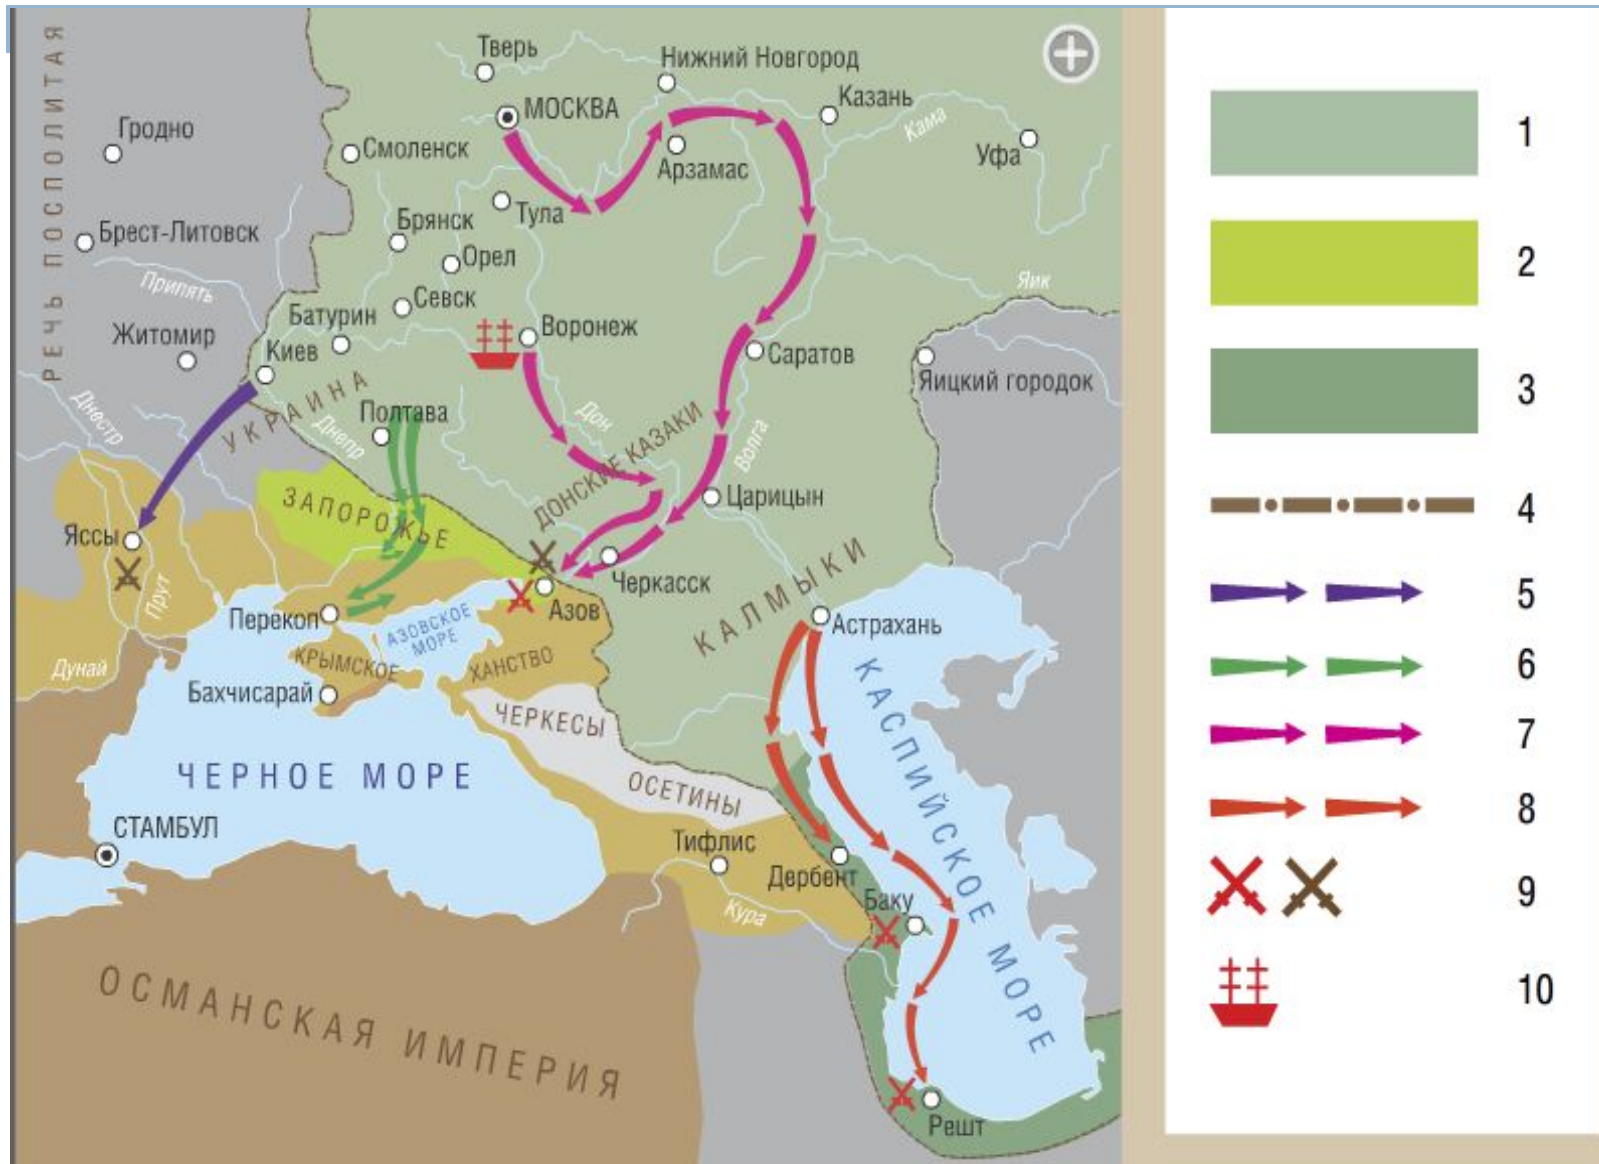 РЕЧЬ ПОСПОЛИТАЯ
Тверь
Нижний Новгород
МОСКВА
Казань
Кама
Гродно
Смоленск
Арзамас
Уфа
Тула
Брянск
Брест-Литовск
Орел
Припять
Севск
Яик
Батурин
Воронеж
Житомир
Киев
Саратов
Яицкий городок
УКРАИНА
Полтава
Днестр
Днепр
Дон
Волга
ДОНСКИЕ КАЗАКИ
ЗАПОРОЖЬЕ
Царицын
Яссы
Черкасск
КАЛМЫКИ
Прут
Перекоп
АЗОВСКОЕ
МОРЕ
Азов
Астрахань
Дунай
КРЫМСКОЕ ХАНСТВО
Бахчисарай
ЧЕРКЕСЫ
КАСПИЙСКОЕ МОРЕ
ЧЕРНОЕ МОРЕ
ОСЕТИНЫ
СТАМБУЛ
Тифлис
Дербент
Баку
Кура
ОСМАНСКАЯ ИМПЕРИЯ
Решт
1
2
3
4
5
6
7
8
9
10